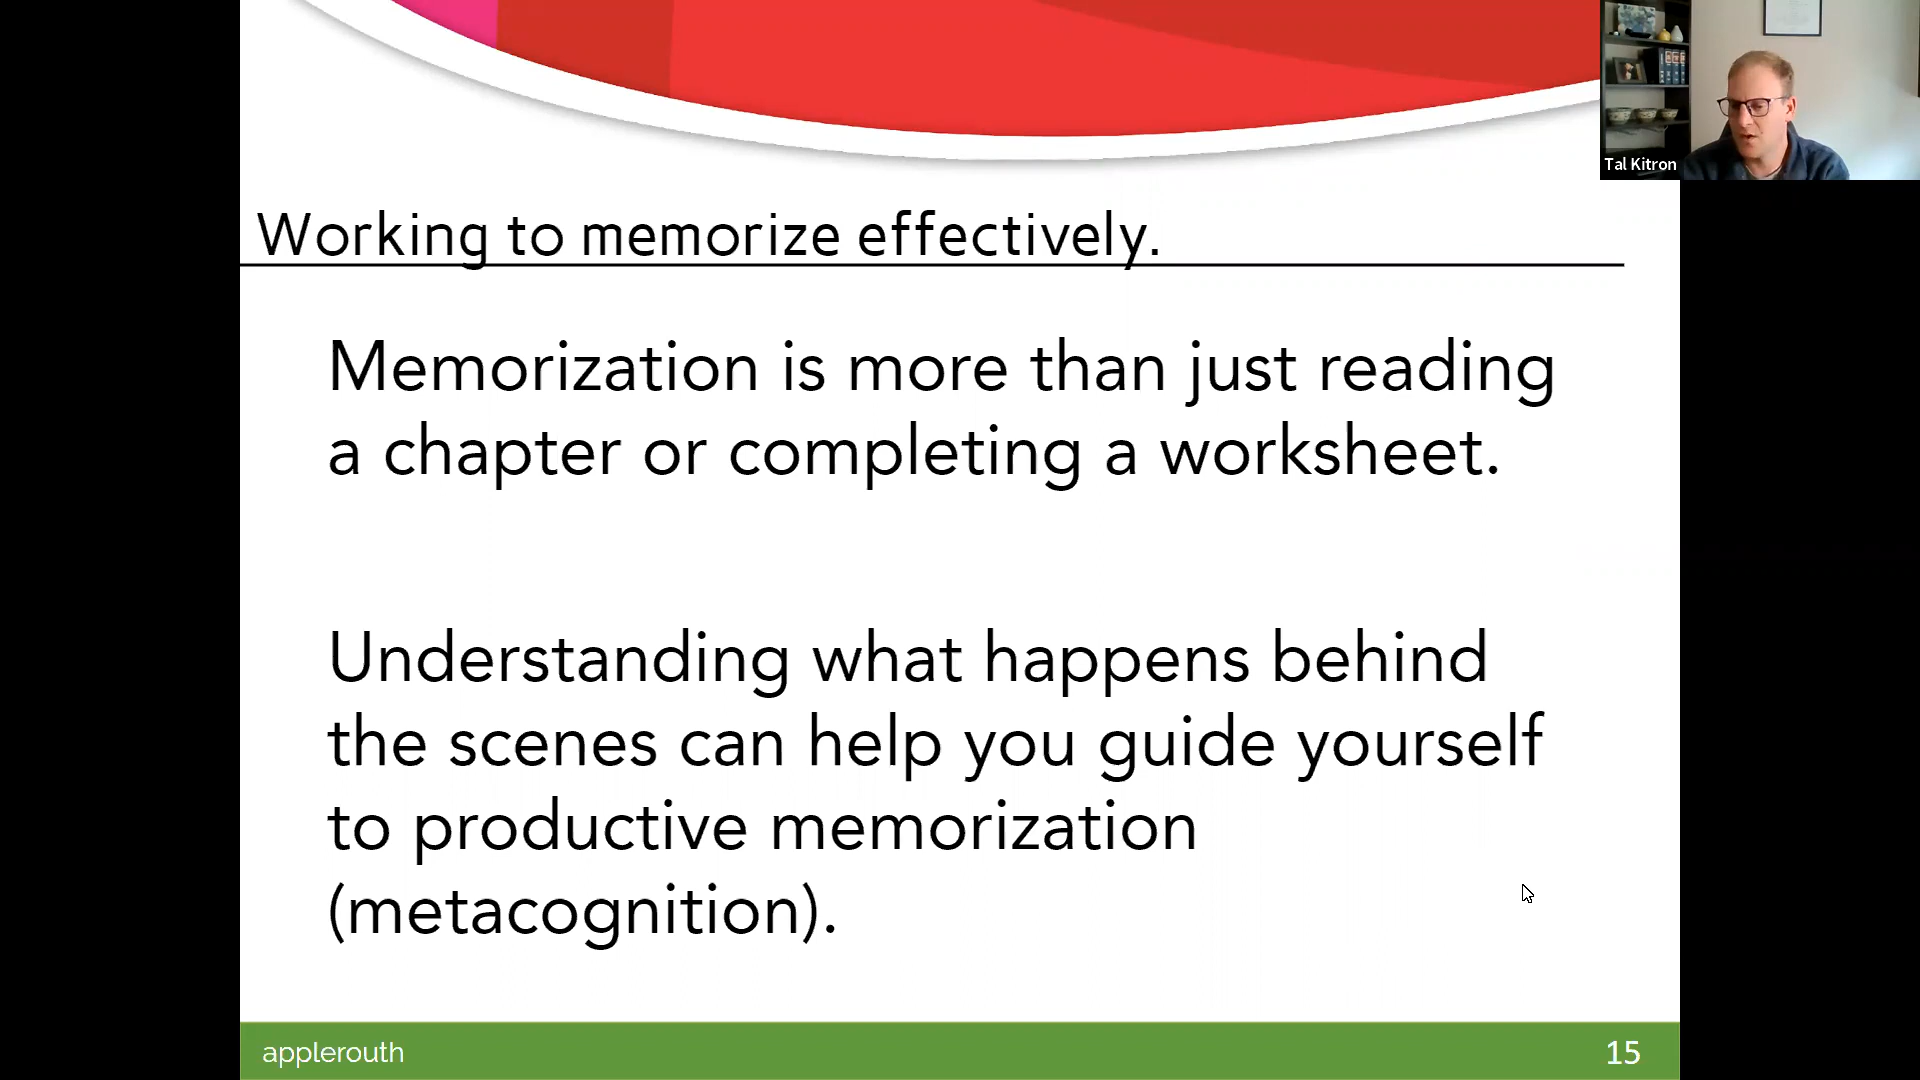 Tal Kitron
Working to memorize effectively.
Memorization is more than just reading
a chapter or completing a worksheet.
Understanding what happens behind
the scenes can help you guide yourself
to productive memorization
(metacognition).
applerouth
15